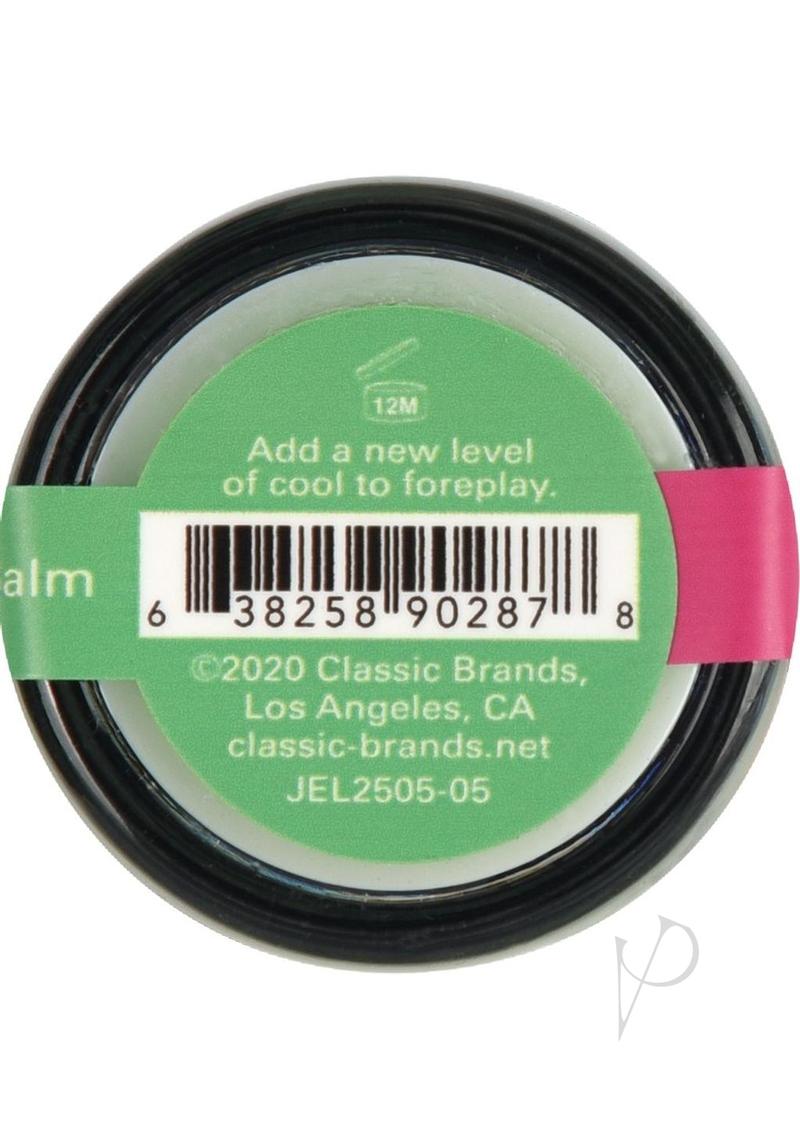 12M
Add a new level
of cool to foreplay.
alm
6 38258 90287 8
©2020 Classic Brands,
Los Angeles, CA
classic-brands.net
JEL2505-05